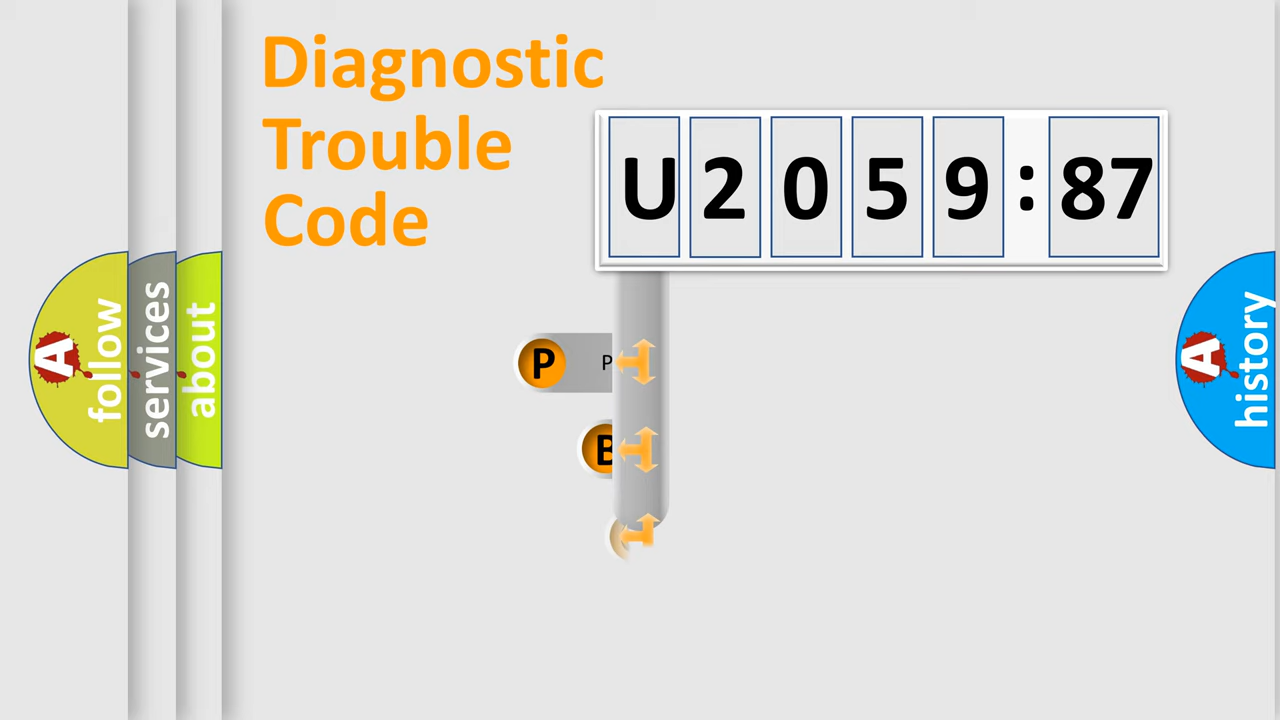 Diagnostic
Trouble
Code
U2059:87
P P
B
A follow
services
about
A history